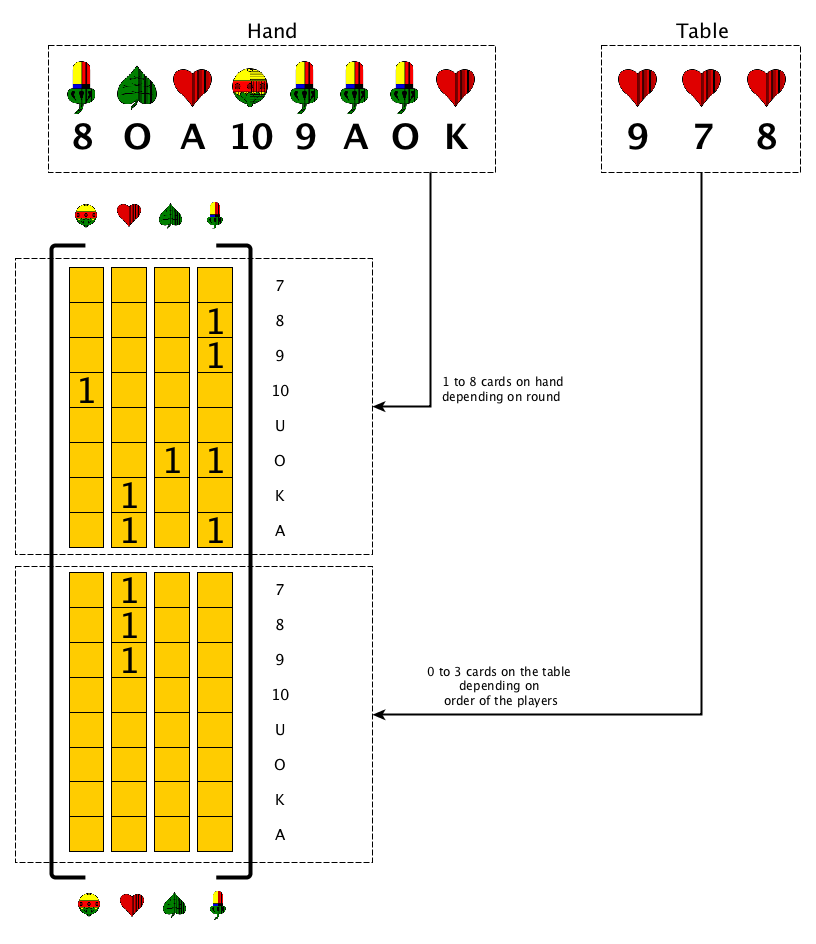 Hand
Table
8 O A 10 9 A O K
9 7 8
7
8
1
9
1
10
1
U
O
1 1
K
1
A
1 1
1 to 8 cards on hand
depending on round
7
1
8
1
9
1
10
U
O
K
A
0 to 3 cards on the table
depending on
order of the players